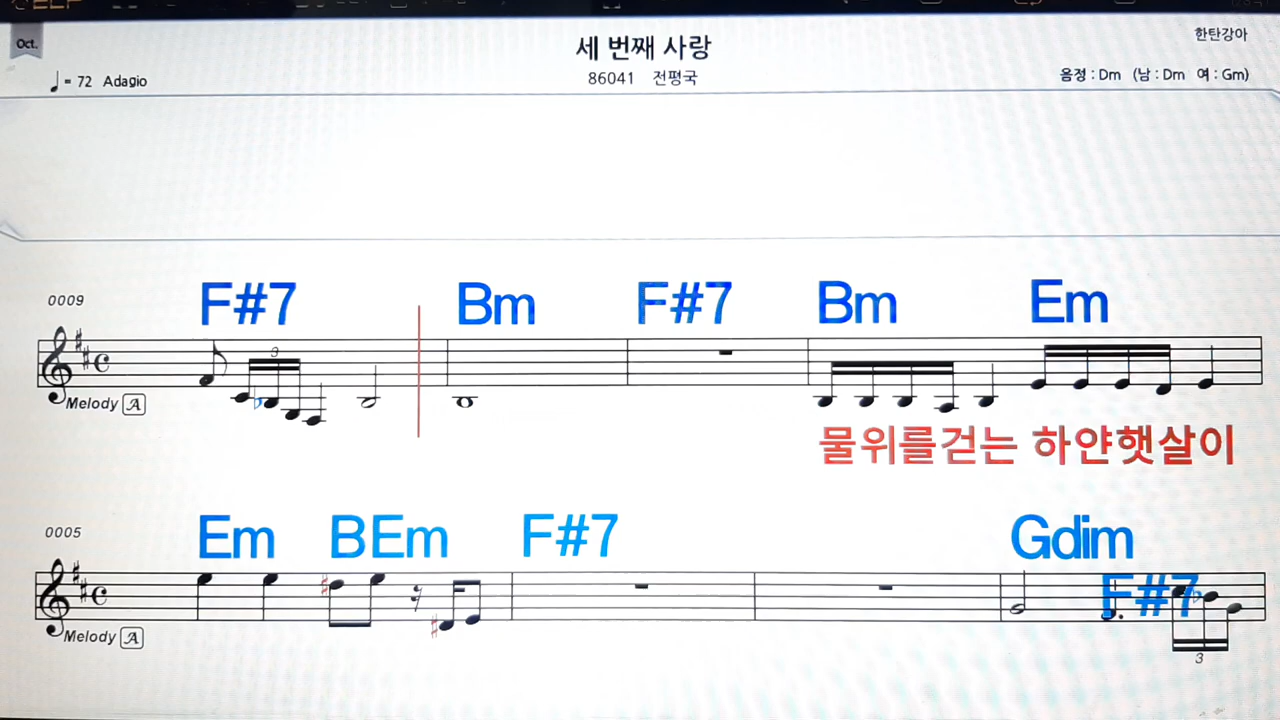 Oct.
세 번째 사랑
한탄강아
♩ = 72 Adagio
86041 전평국
음정 : Dm (남 : Dm 여 : Gm)
0009
F#7 Bm F#7 Bm Em
3
Melody A
물위를걷는 하얀햇살이
0005
Em B Em F#7 Gdim F#7
Melody A
3